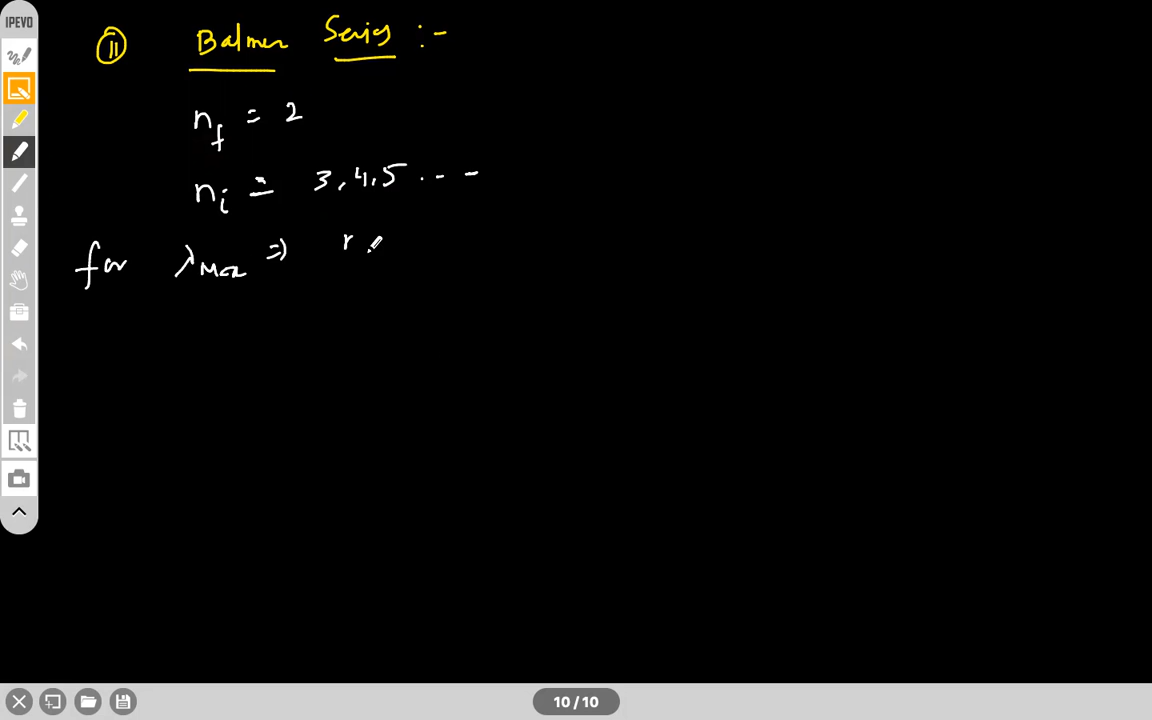 IPEVO
II Balmer Series :-
nf = 2
ni = 3,4,5 . - -
for λMax ⇒
10 / 10